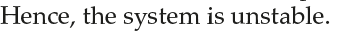 Hence, the system is unstable.